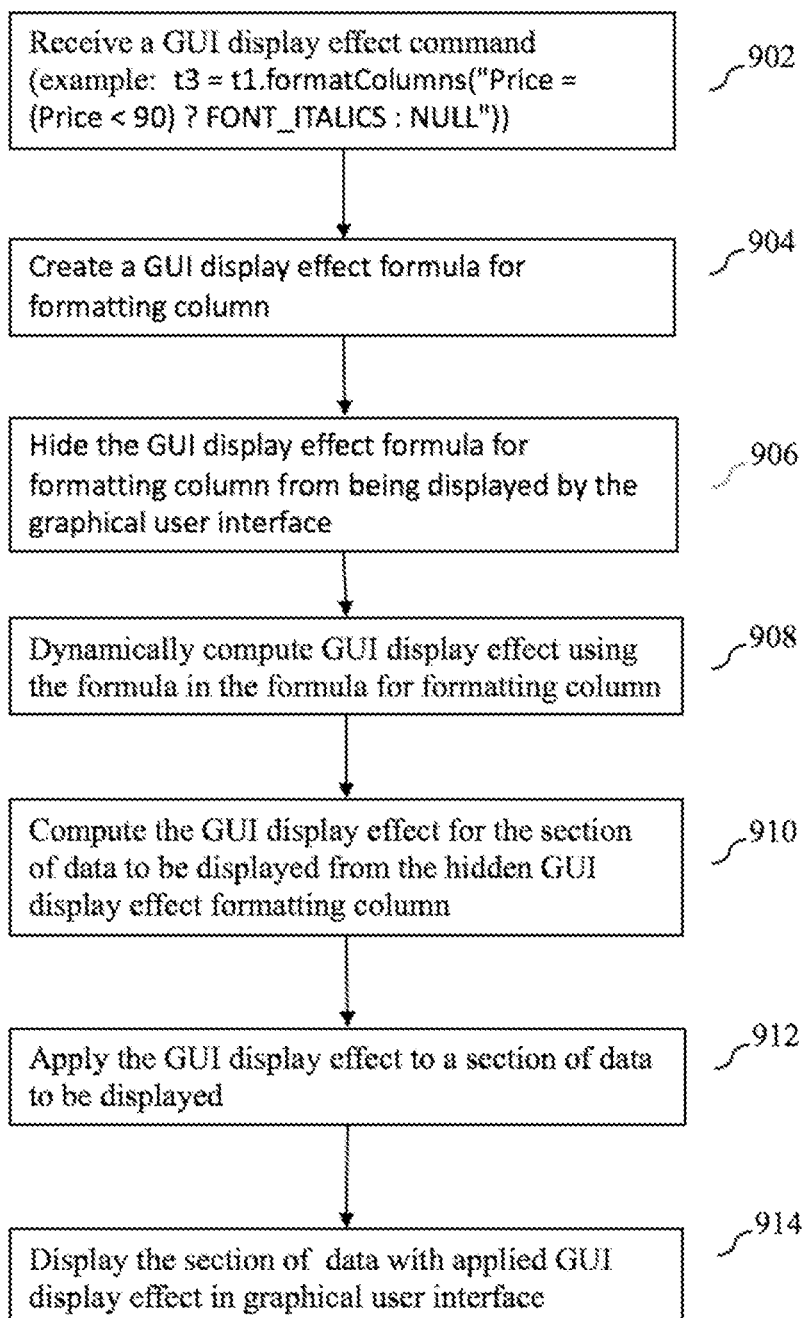 Receive a GUI display effect command
(example: t3 = t1.formatColumns("Price =
(Price < 90) ? FONT_ITALICS : NULL"))
902
Create a GUI display effect formula for
formatting column
904
Hide the GUI display effect formula for
formatting column from being displayed by the
graphical user interface
906
Dynamically compute GUI display effect using
the formula in the formula for formatting column
908
Compute the GUI display effect for the section
of data to be displayed from the hidden GUI
display effect formatting column
910
Apply the GUI display effect to a section of data
to be displayed
912
Display the section of data with applied GUI
display effect in graphical user interface
914